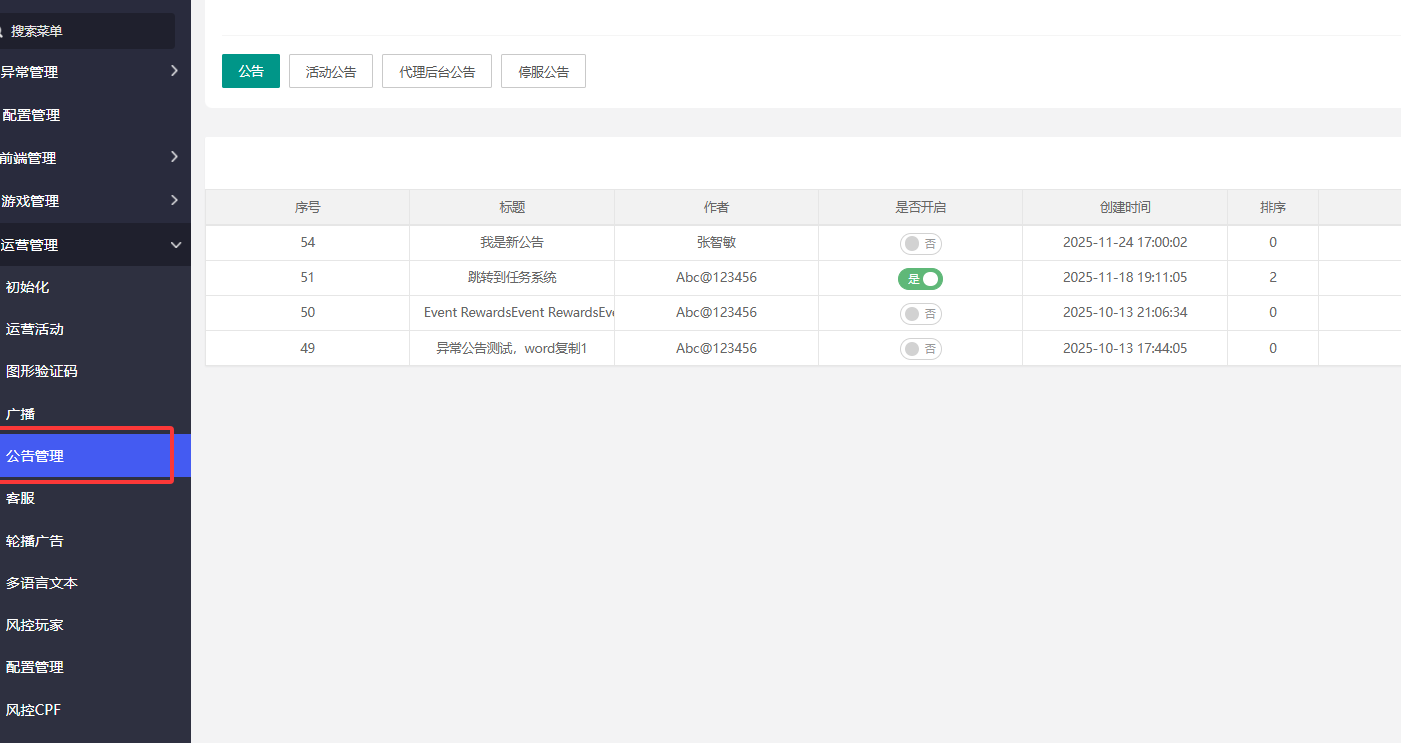 搜索菜单
异常管理
配置管理
前端管理
游戏管理
运营管理
初始化
运营活动
图形验证码
广播
公告管理
客服
轮播广告
多语言文本
风控玩家
配置管理
风控CPF
公告 活动公告 代理后台公告 停服公告
序号 标题 作者 是否开启 创建时间 排序
54 我是新公告 张智敏 否 2025-11-24 17:00:02 0
51 跳转到任务系统 Abc@123456 是 2025-11-18 19:11:05 2
50 Event RewardsEvent RewardsEve Abc@123456 否 2025-10-13 21:06:34 0
49 异常公告测试，word复制1 Abc@123456 否 2025-10-13 17:44:05 0